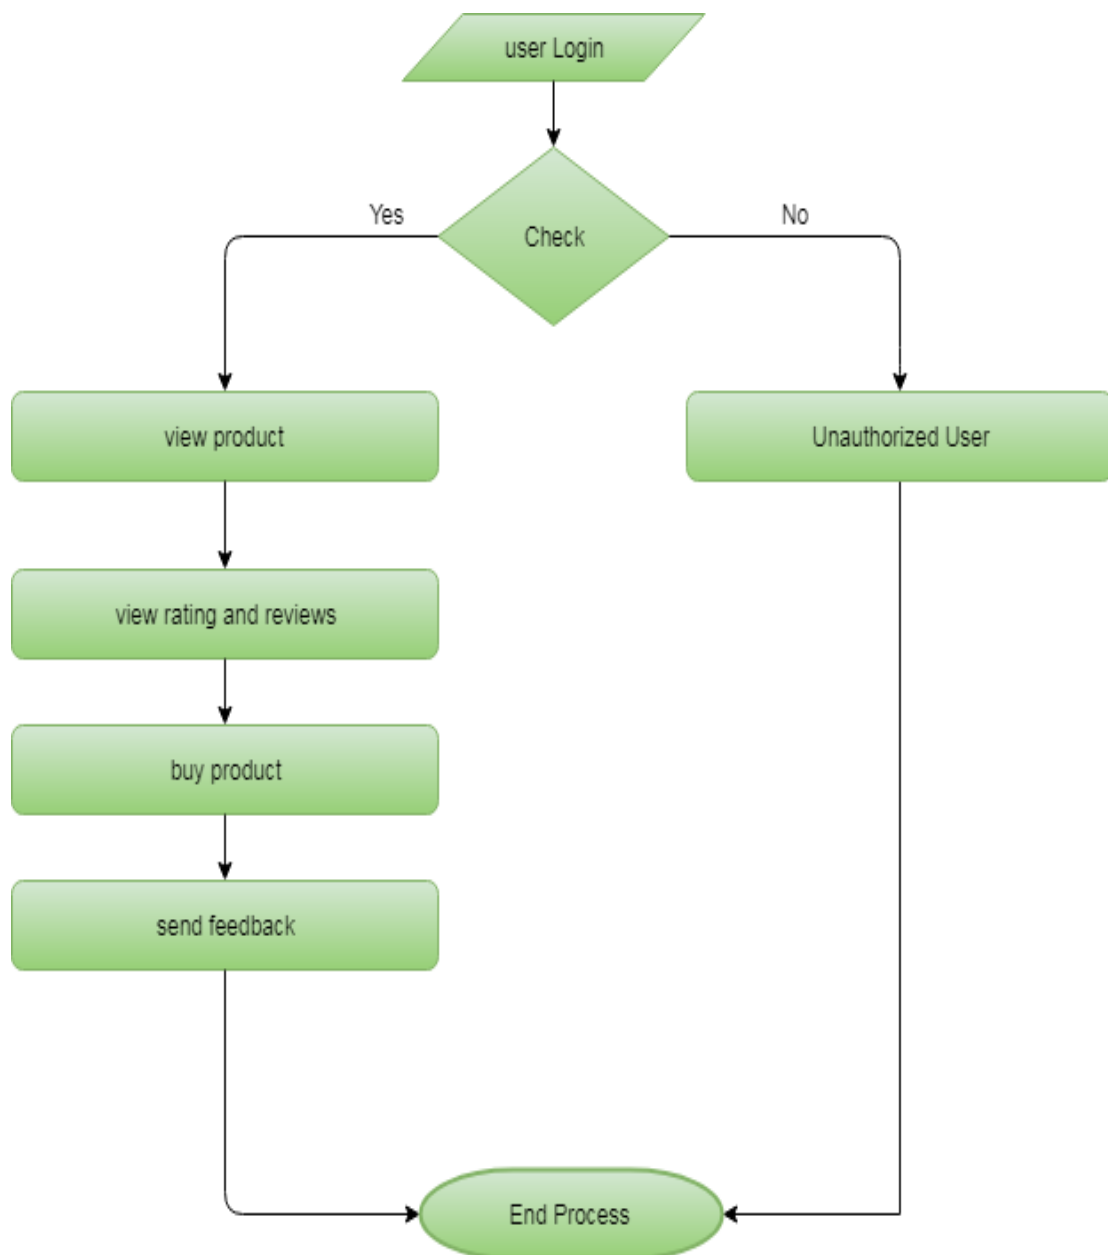 user Login
Check
Yes
No
view product
Unauthorized User
view rating and reviews
buy product
send feedback
End Process